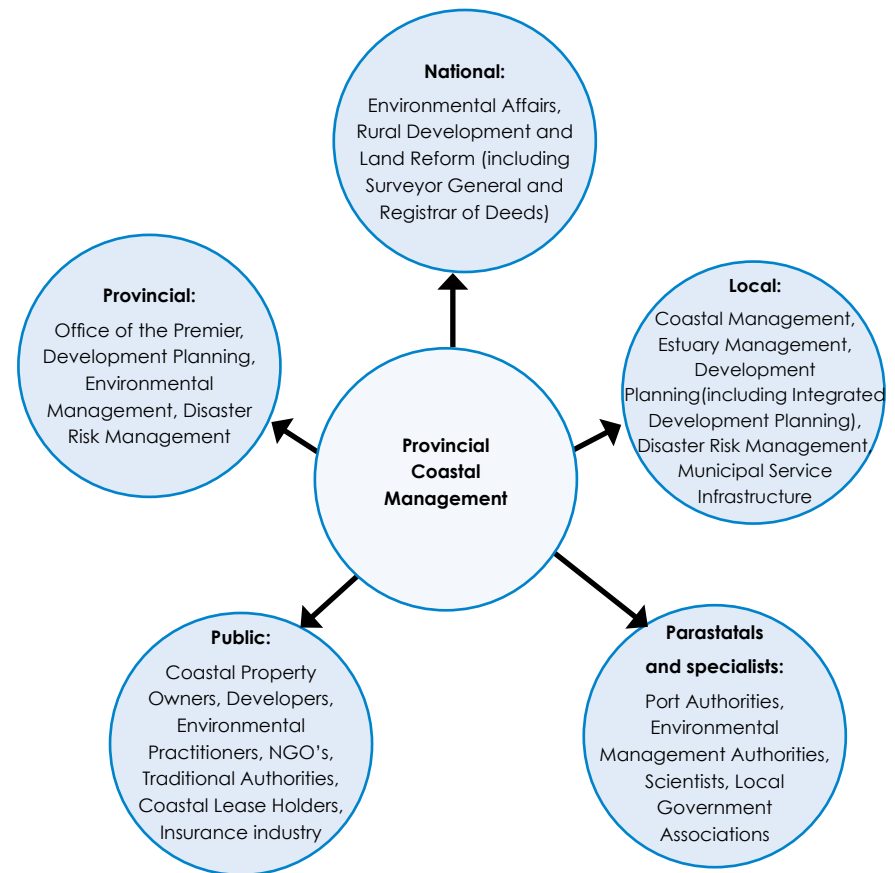 National:
Environmental Affairs,
Rural Development and
Land Reform (including
Surveyor General and
Registrar of Deeds)
Provincial:
Office of the Premier,
Development Planning,
Environmental
Management, Disaster
Risk Management
Local:
Coastal Management,
Estuary Management,
Development
Planning(including Integrated
Development Planning),
Disaster Risk Management,
Municipal Service
Infrastructure
Provincial
Coastal
Management
Public:
Coastal Property
Owners, Developers,
Environmental
Practitioners, NGO’s,
Traditional Authorities,
Coastal Lease Holders,
Insurance industry
Parastatals
and specialists:
Port Authorities,
Environmental
Management Authorities,
Scientists, Local
Government
Associations